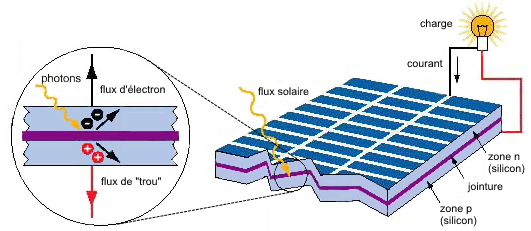 photons
flux d'électron
flux de "trou"
flux solaire
charge
courant
zone n
(silicon)
jointure
zone p
(silicon)